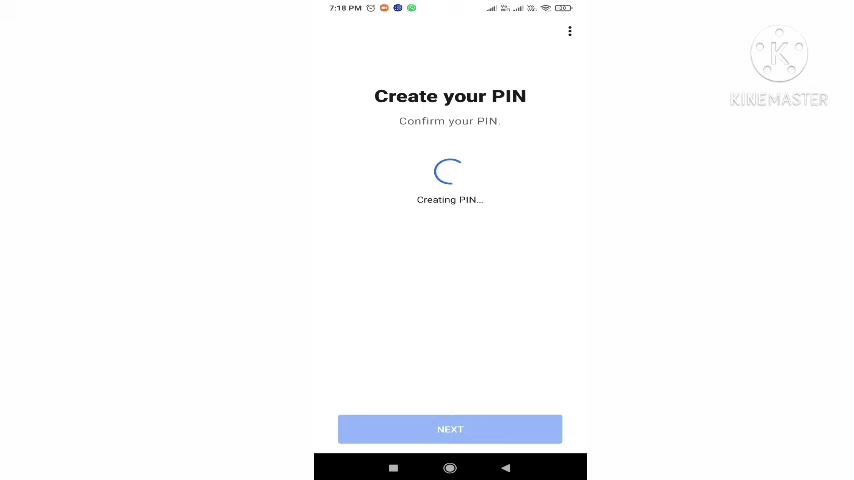 7:18 PM
KINEMASTER
Create your PIN
Confirm your PIN.
Creating PIN...
NEXT